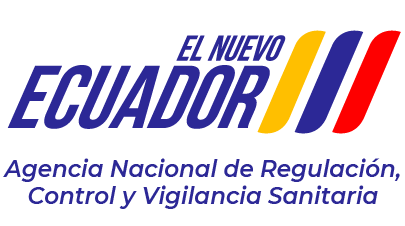 EL NUEVO
ECUADOR
Agencia Nacional de Regulación,
Control y Vigilancia Sanitaria